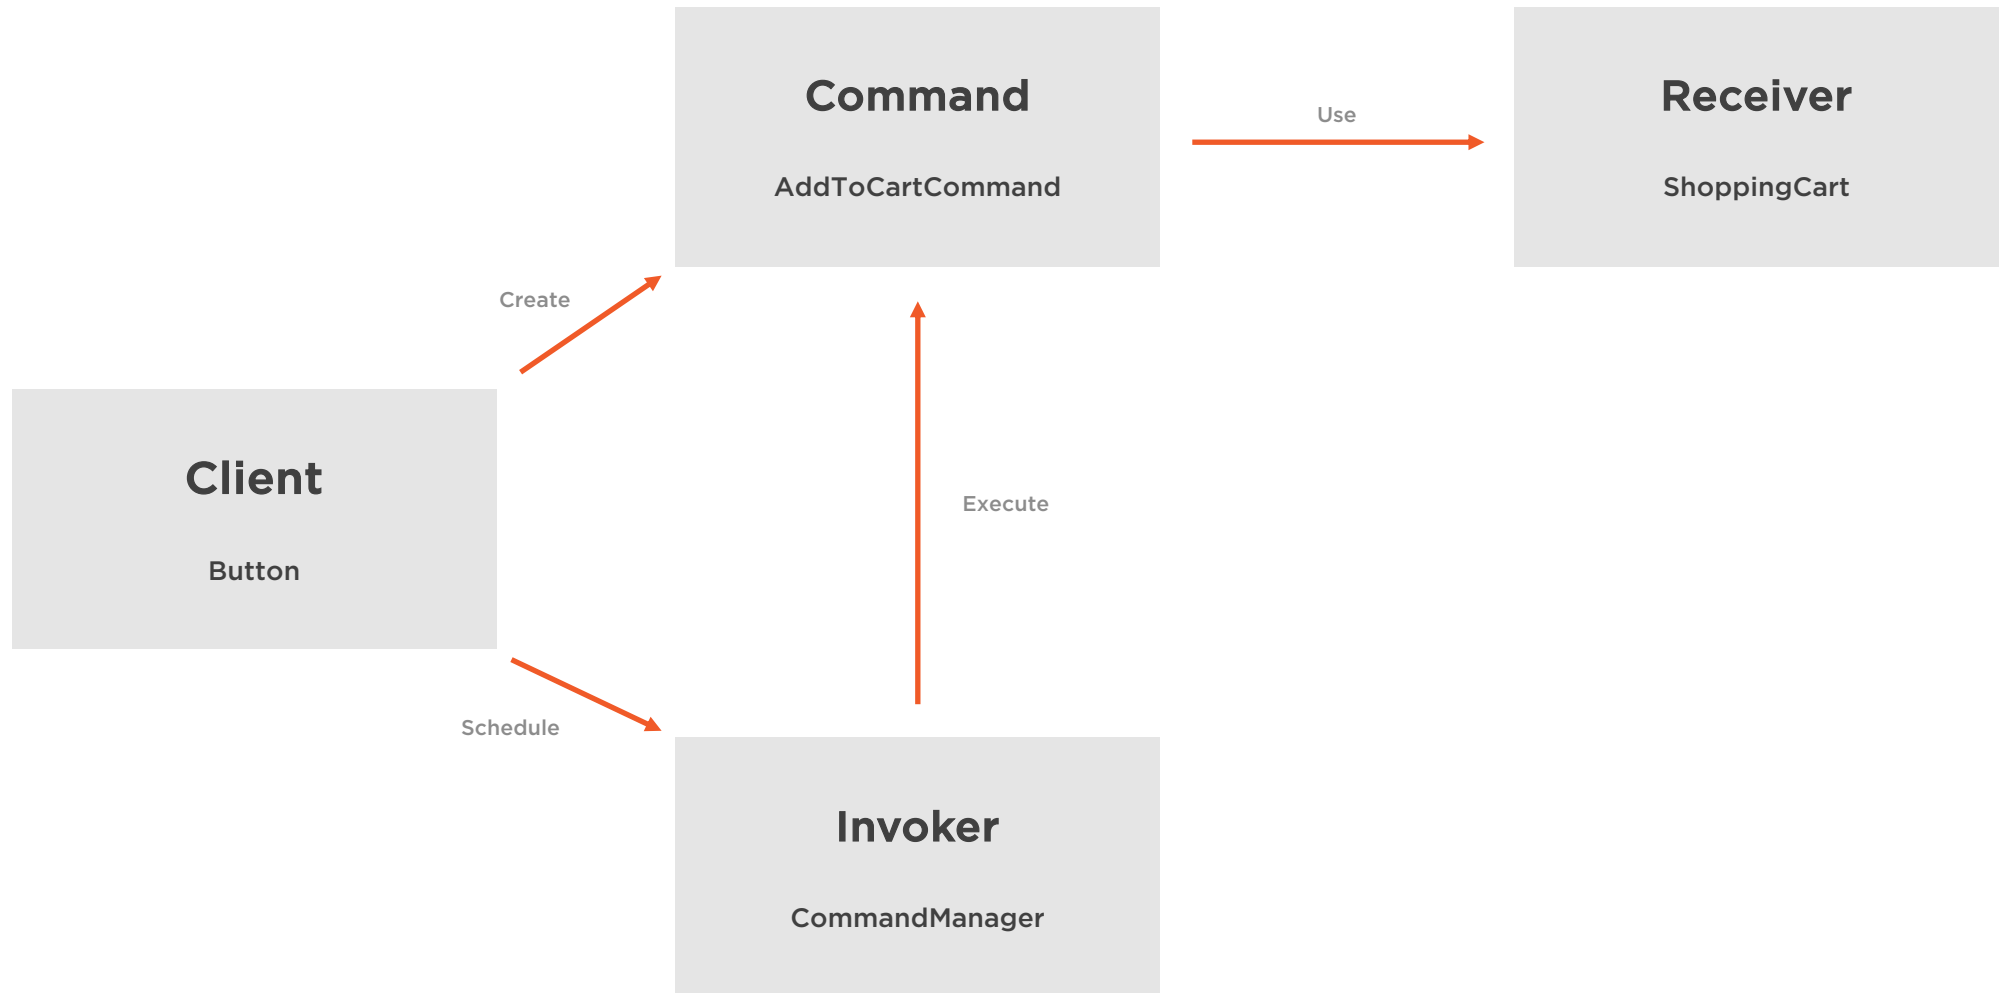 Command
AddToCartCommand
Use
Receiver
ShoppingCart
Create
Client
Button
Execute
Schedule
Invoker
CommandManager